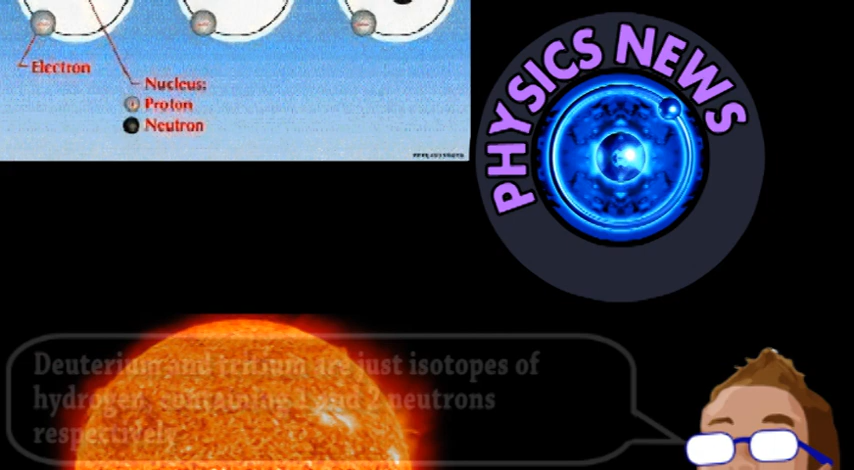 Electron
Nucleus:
Proton
Neutron
PHYSICS NEWS
Deuterium and tritium are just isotopes of
hydrogen, containing 1 and 2 neutrons
respectively